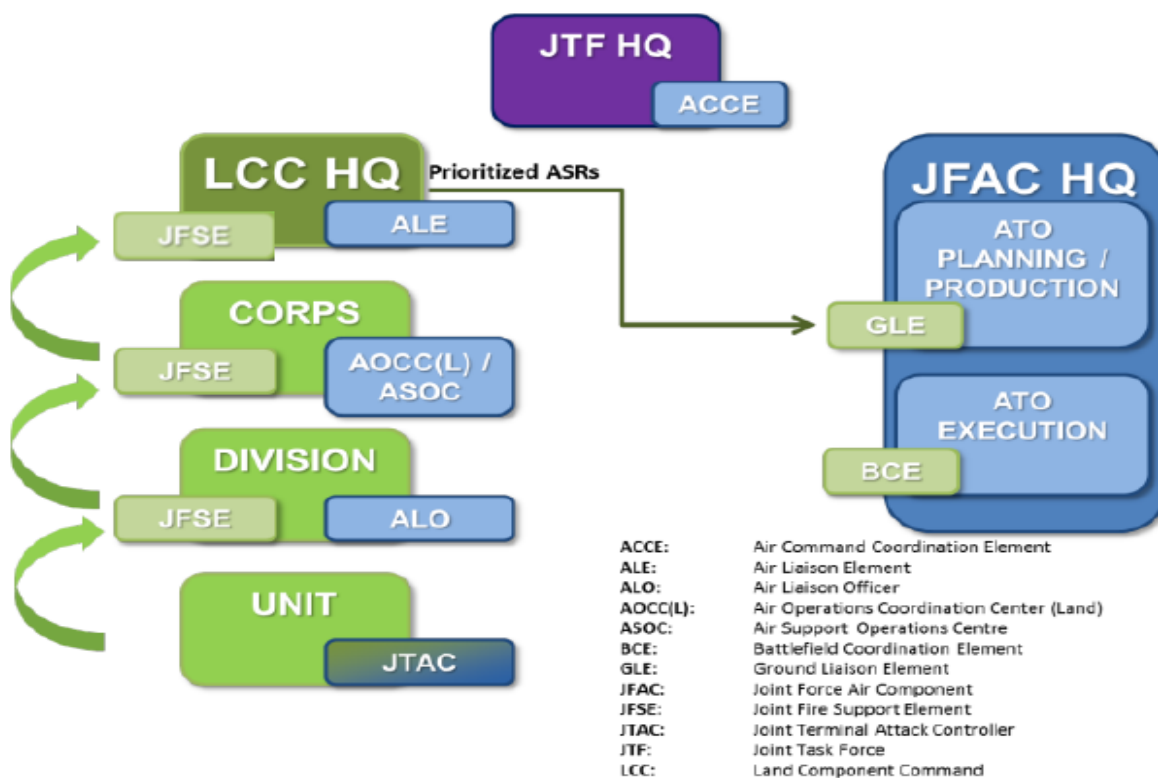 JTF HQ
ACCE
LCC HQ
Prioritized ASRs
JFSE
ALE
JFAC HQ
ATO
PLANNING /
PRODUCTION
GLE
CORPS
JFSE
AOCC(L) /
ASOC
ATO
EXECUTION
BCE
DIVISION
JFSE
ALO
UNIT
JTAC
ACCE: Air Command Coordination Element
ALE: Air Liaison Element
ALO: Air Liaison Officer
AOCC(L): Air Operations Coordination Center (Land)
ASOC: Air Support Operations Centre
BCE: Battlefield Coordination Element
GLE: Ground Liaison Element
JFAC: Joint Force Air Component
JFSE: Joint Fire Support Element
JTAC: Joint Terminal Attack Controller
JTF: Joint Task Force
LCC: Land Component Command